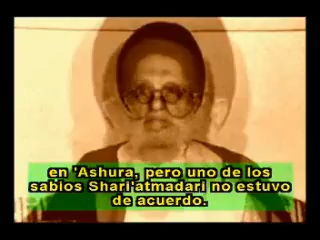 en 'Ashura, pero uno de los
sabios Shari'atmadari no estuvo
de acuerdo.